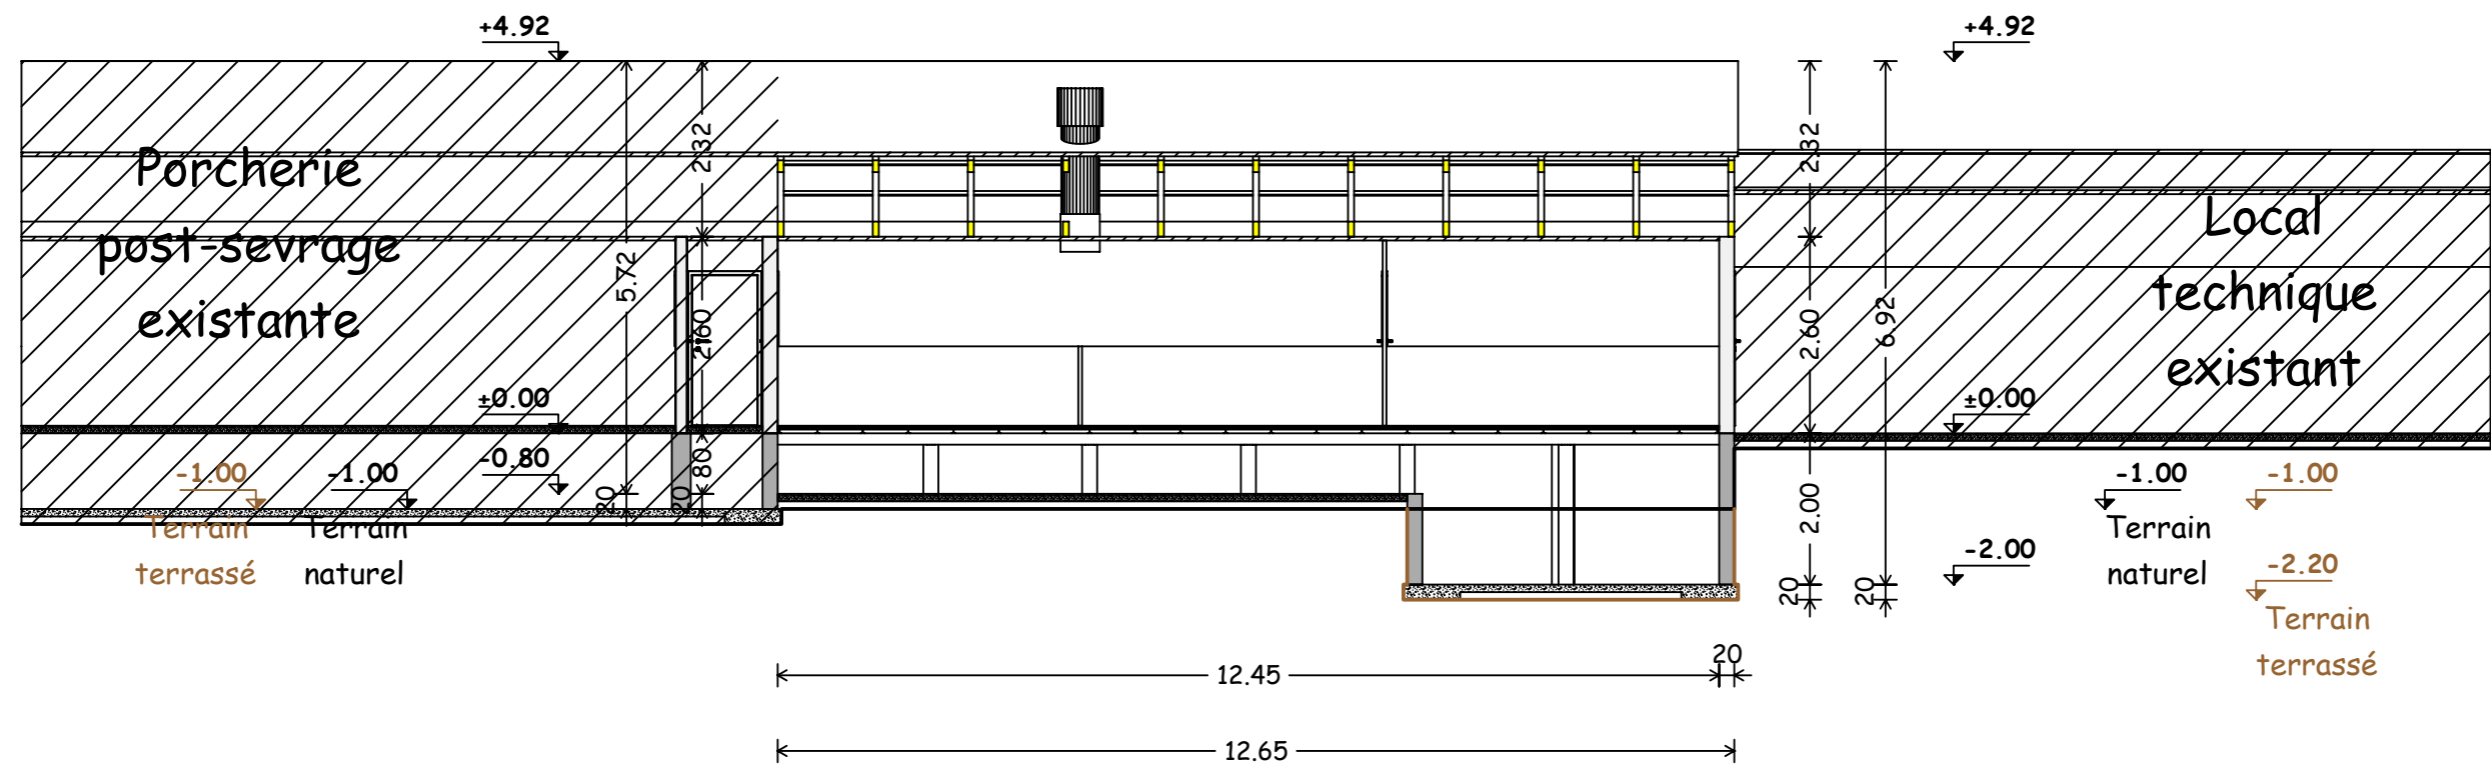 +4.92
+4.92
2.32
2.32
Porcherie
post-sevrage
existante
Local
technique
existant
5.72
2.60
2.60
6.92
±0.00
±0.00
-0.80
80
-1.00
-1.00
-1.00
-1.00
20
20
2.00
Terrain
terrassé
Terrain
naturel
Terrain
naturel
-2.00
-2.20
20
20
Terrain
terrassé
12.45
20
12.65